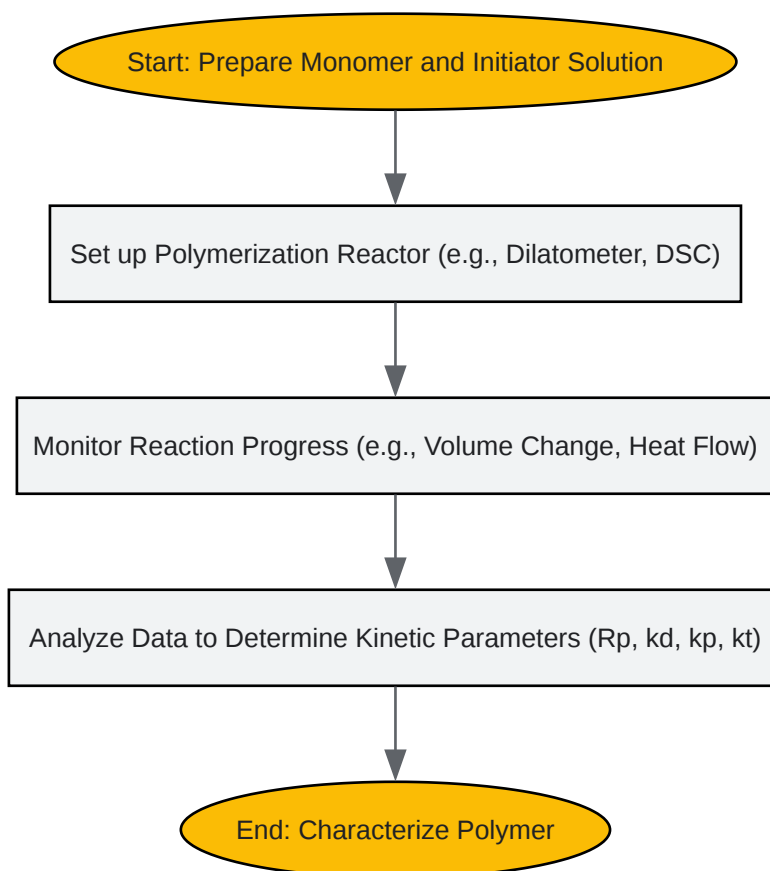 Start: Prepare Monomer and Initiator Solution
Set up Polymerization Reactor (e.g., Dilatometer, DSC)
Monitor Reaction Progress (e.g., Volume Change, Heat Flow)
Analyze Data to Determine Kinetic Parameters (Rp, kd, kp, kt)
End: Characterize Polymer